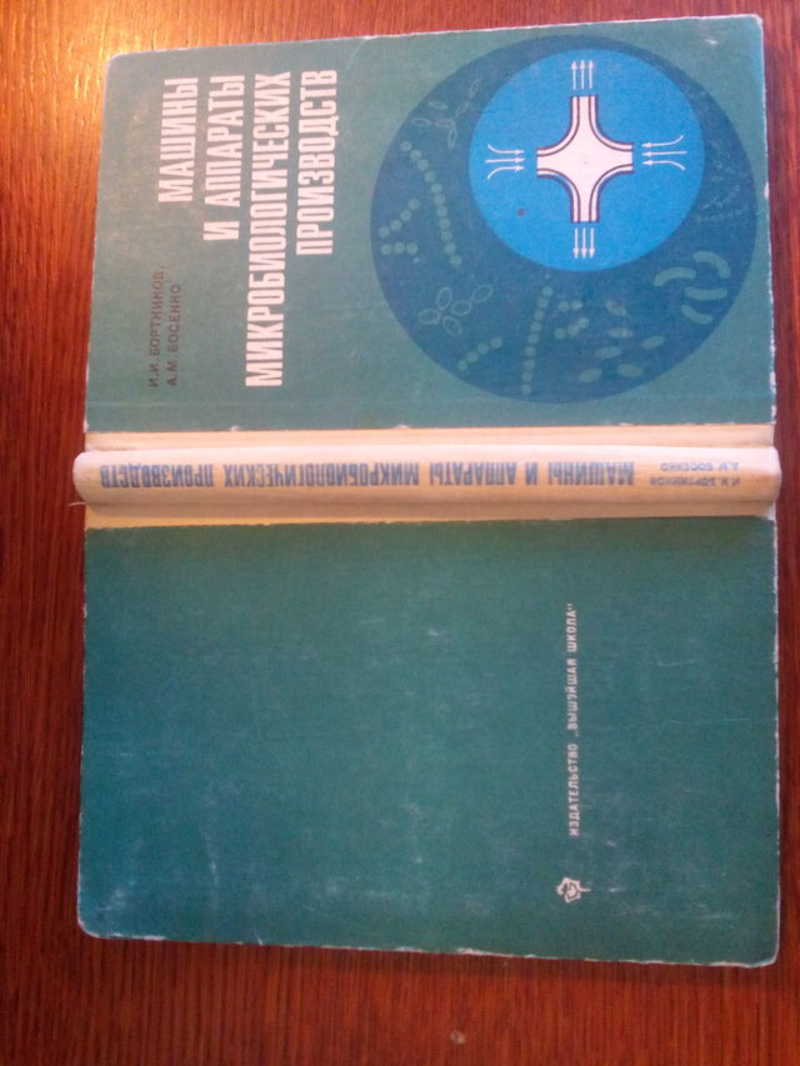 И.И. БОРТНИКОВ,
А.М. БОСЕНКО
МАШИНЫ
И АППАРАТЫ
МИКРОБИОЛОГИЧЕСКИХ
ПРОИЗВОДСТВ
И.И. БОРТНИКОВ
А.М. БОСЕНКО
МАШИНЫ И АППАРАТЫ МИКРОБИОЛОГИЧЕСКИХ ПРОИЗВОДСТВ
ИЗДАТЕЛЬСТВО „ВЫШЭЙШАЯ ШКОЛА"